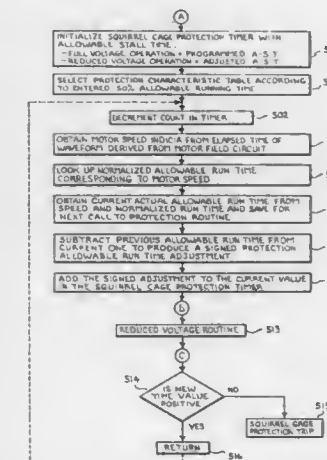 A
INITIALIZE SQUIRREL CAGE PROTECTION TIMER WITH
ALLOWABLE STALL TIME.
-FULL VOLTAGE OPERATION = PROGRAMMED A-S-T
-REDUCED VOLTAGE OPERATION = ADJUSTED A S T
SELECT PROTECTION CHARACTERISTIC TABLE ACCORDING
TO ENTERED 50% ALLOWABLE RUNNING TIME
DECREMENT COUNT IN TIMER
502
OBTAIN MOTOR SPEED INDICIA FROM ELAPSED TIME OF
WAVEFORM DERIVED FROM MOTOR FIELD CIRCUIT
LOOK UP NORMALIZED ALLOWABLE RUN TIME
CORRESPONDING TO MOTOR SPEED
OBTAIN CURRENT ACTUAL ALLOWABLE RUN TIME FROM
SPEED AND NORMALIZED RUN TIME AND SAVE FOR
NEXT CALL TO PROTECTION ROUTINE
SUBTRACT PREVIOUS ALLOWABLE RUN TIME FROM
CURRENT ONE TO PRODUCE A SIGNED PROTECTION
ALLOWABLE RUN TIME ADJUSTMENT
ADD THE SIGNED ADJUSTMENT TO THE CURRENT VALUE
IN THE SQUIRREL CAGE PROTECTION TIMER
REDUCED VOLTAGE ROUTINE
513
C
514
IS NEW
TIME VALUE
POSITIVE
NO
YES
SQUIRREL CAGE
PROTECTION TRIP
RETURN
516